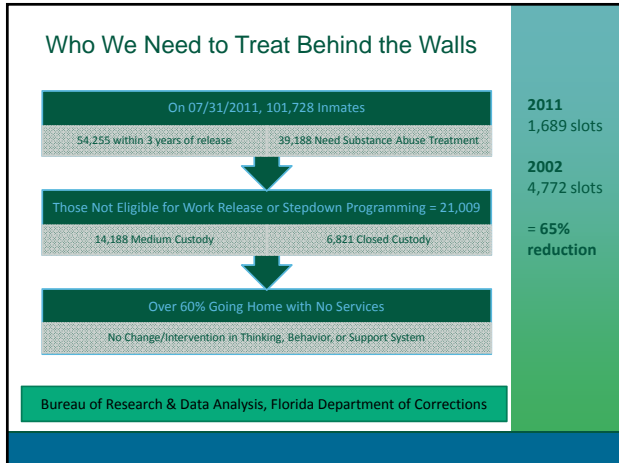 Who We Need to Treat Behind the Walls
On 07/31/2011, 101,728 Inmates
54,255 within 3 years of release
39,188 Need Substance Abuse Treatment
Those Not Eligible for Work Release or Stepdown Programming = 21,009
14,188 Medium Custody
6,821 Closed Custody
Over 60% Going Home with No Services
No Change/Intervention in Thinking, Behavior, or Support System
Bureau of Research & Data Analysis, Florida Department of Corrections
2011
1,689 slots
2002
4,772 slots
= 65%
reduction